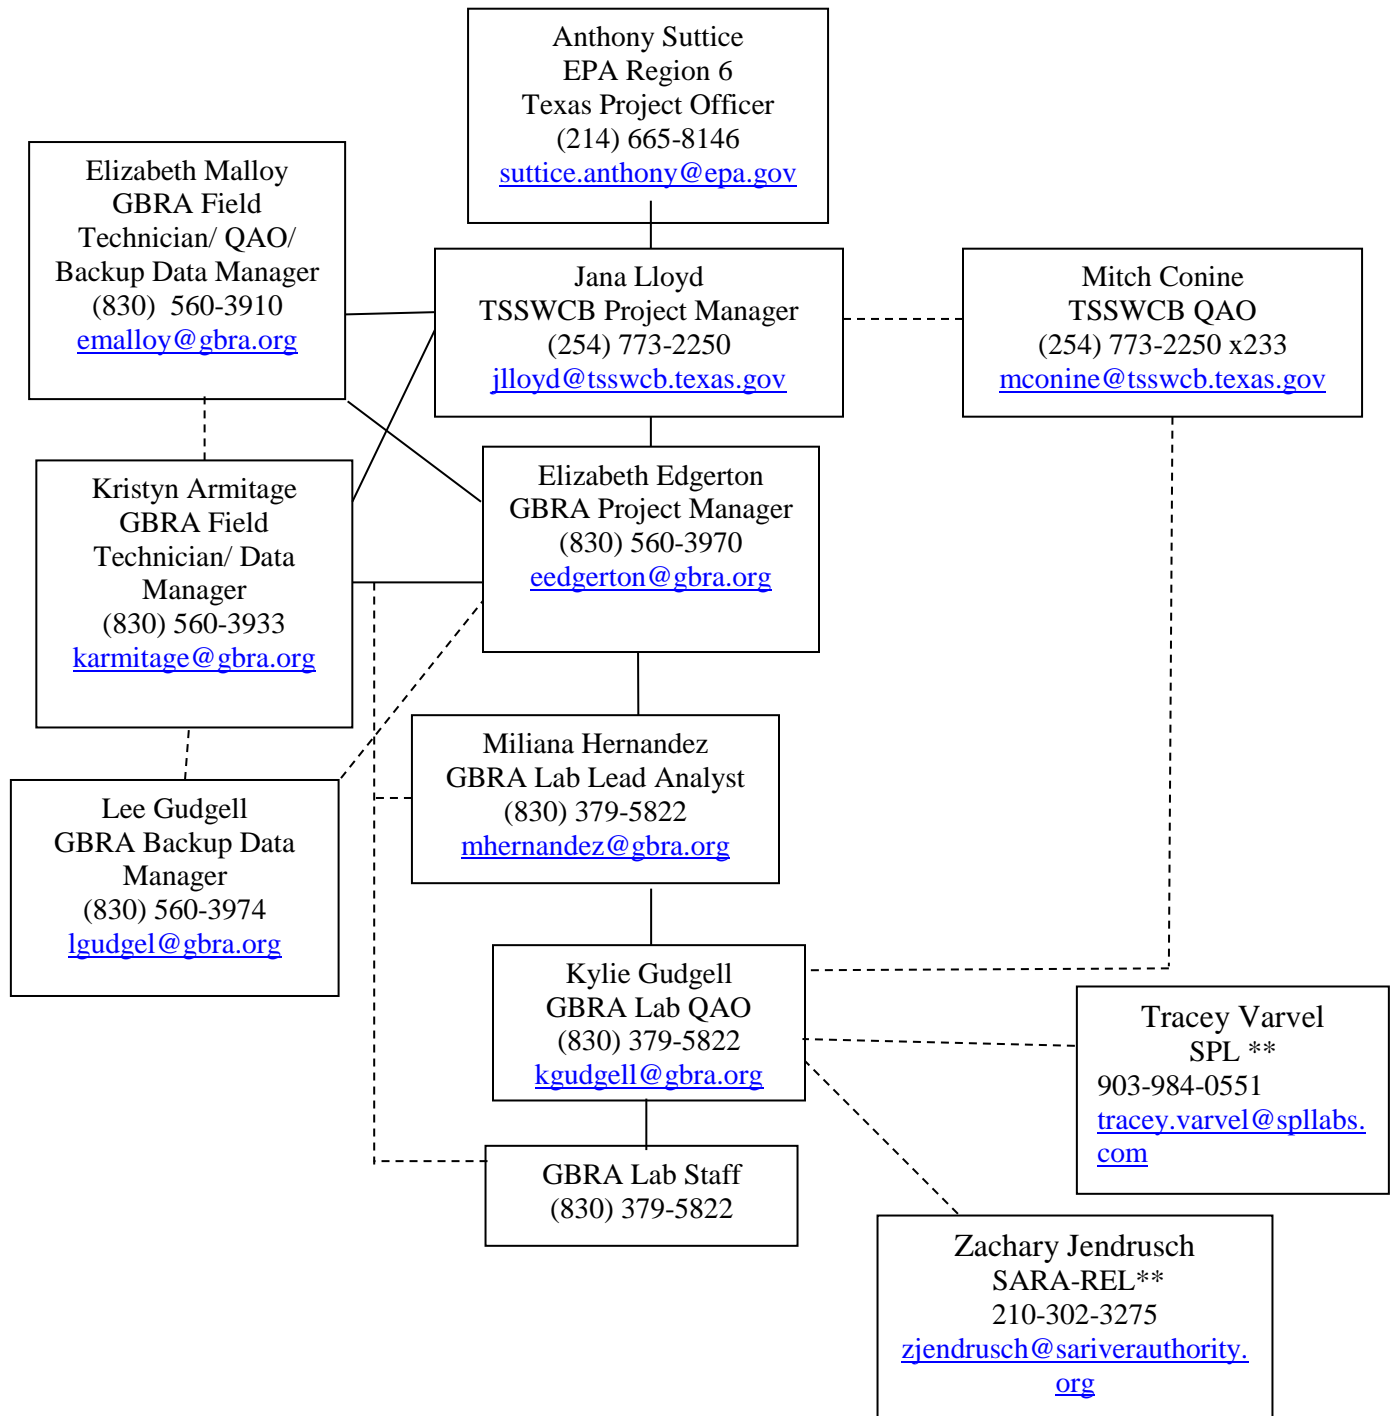 Anthony Suttice
EPA Region 6
Texas Project Officer
(214) 665-8146
suttice.anthony@epa.gov
Elizabeth Malloy
GBRA Field
Technician/ QAO/
Backup Data Manager
(830)  560-3910
emalloy@gbra.org
Jana Lloyd
TSSWCB Project Manager
(254) 773-2250
jlloyd@tsswcb.texas.gov
Mitch Conine
TSSWCB QAO
(254) 773-2250 x233
mconine@tsswcb.texas.gov
Kristyn Armitage
GBRA Field
Technician/ Data
Manager
(830) 560-3933
karmitage@gbra.org
Elizabeth Edgerton
GBRA Project Manager
(830) 560-3970
eedgerton@gbra.org
Miliana Hernandez
GBRA Lab Lead Analyst
(830) 379-5822
mhernandez@gbra.org
Lee Gudgell
GBRA Backup Data
Manager
(830) 560-3974
lgudgel@gbra.org
Kylie Gudgell
GBRA Lab QAO
(830) 379-5822
kgudgell@gbra.org
Tracey Varvel
SPL **
903-984-0551
tracey.varvel@spllabs.
com
GBRA Lab Staff
(830) 379-5822
Zachary Jendrusch
SARA-REL**
210-302-3275
zjendrusch@sariverauthority.
org